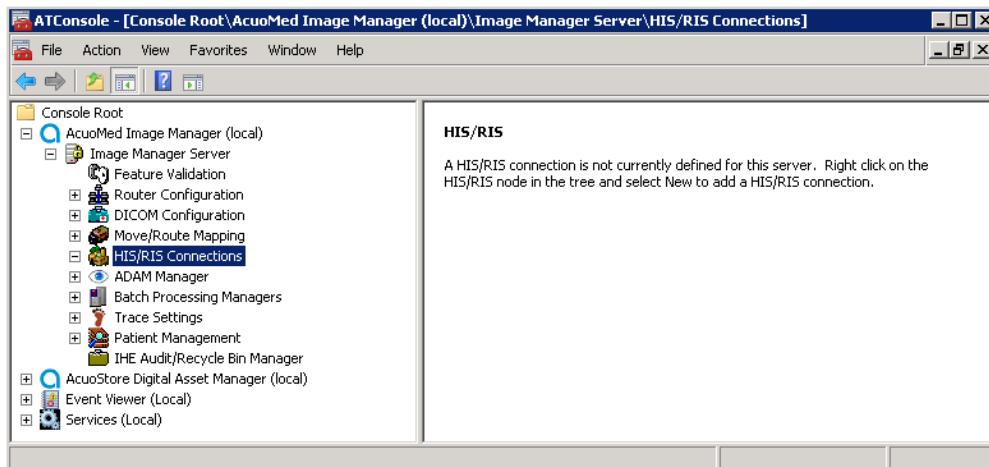 ATConsole - [Console Root\AcuoMed Image Manager (local)\Image Manager Server\HIS/RIS Connections]
File Action View Favorites Window Help
Console Root
AcuoMed Image Manager (local)
Image Manager Server
Feature Validation
Router Configuration
DICOM Configuration
Move/Route Mapping
HIS/RIS Connections
ADAM Manager
Batch Processing Managers
Trace Settings
Patient Management
IHE Audit/Recycle Bin Manager
AcuoStore Digital Asset Manager (local)
Event Viewer (Local)
Services (Local)
HIS/RIS
A HIS/RIS connection is not currently defined for this server. Right click on the
HIS/RIS node in the tree and select New to add a HIS/RIS connection.